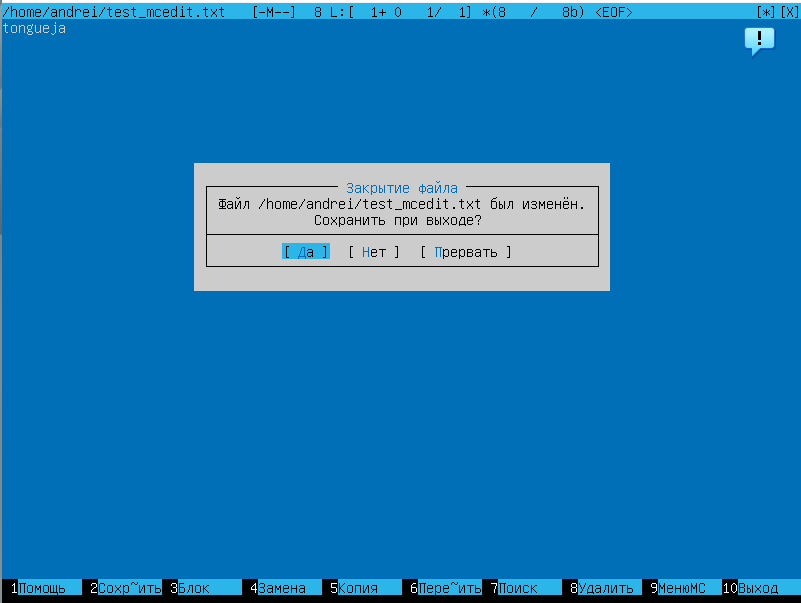 /home/andrei/test_mcedit.txt [-M--] 8 L:[ 1+ 0 1/ 1] *(8 / 8b) <EOF> [*][X]
tongueja
!
Закрытие файла
Файл /home/andrei/test_mcedit.txt был изменён.
Сохранить при выходе?
[ Да ] [ Нет ] [ Прервать ]
1Помощь 2Сохр~ить 3Блок 4Замена 5Копия 6Пере~ить 7Поиск 8Удалить 9МенюMC 10Выход